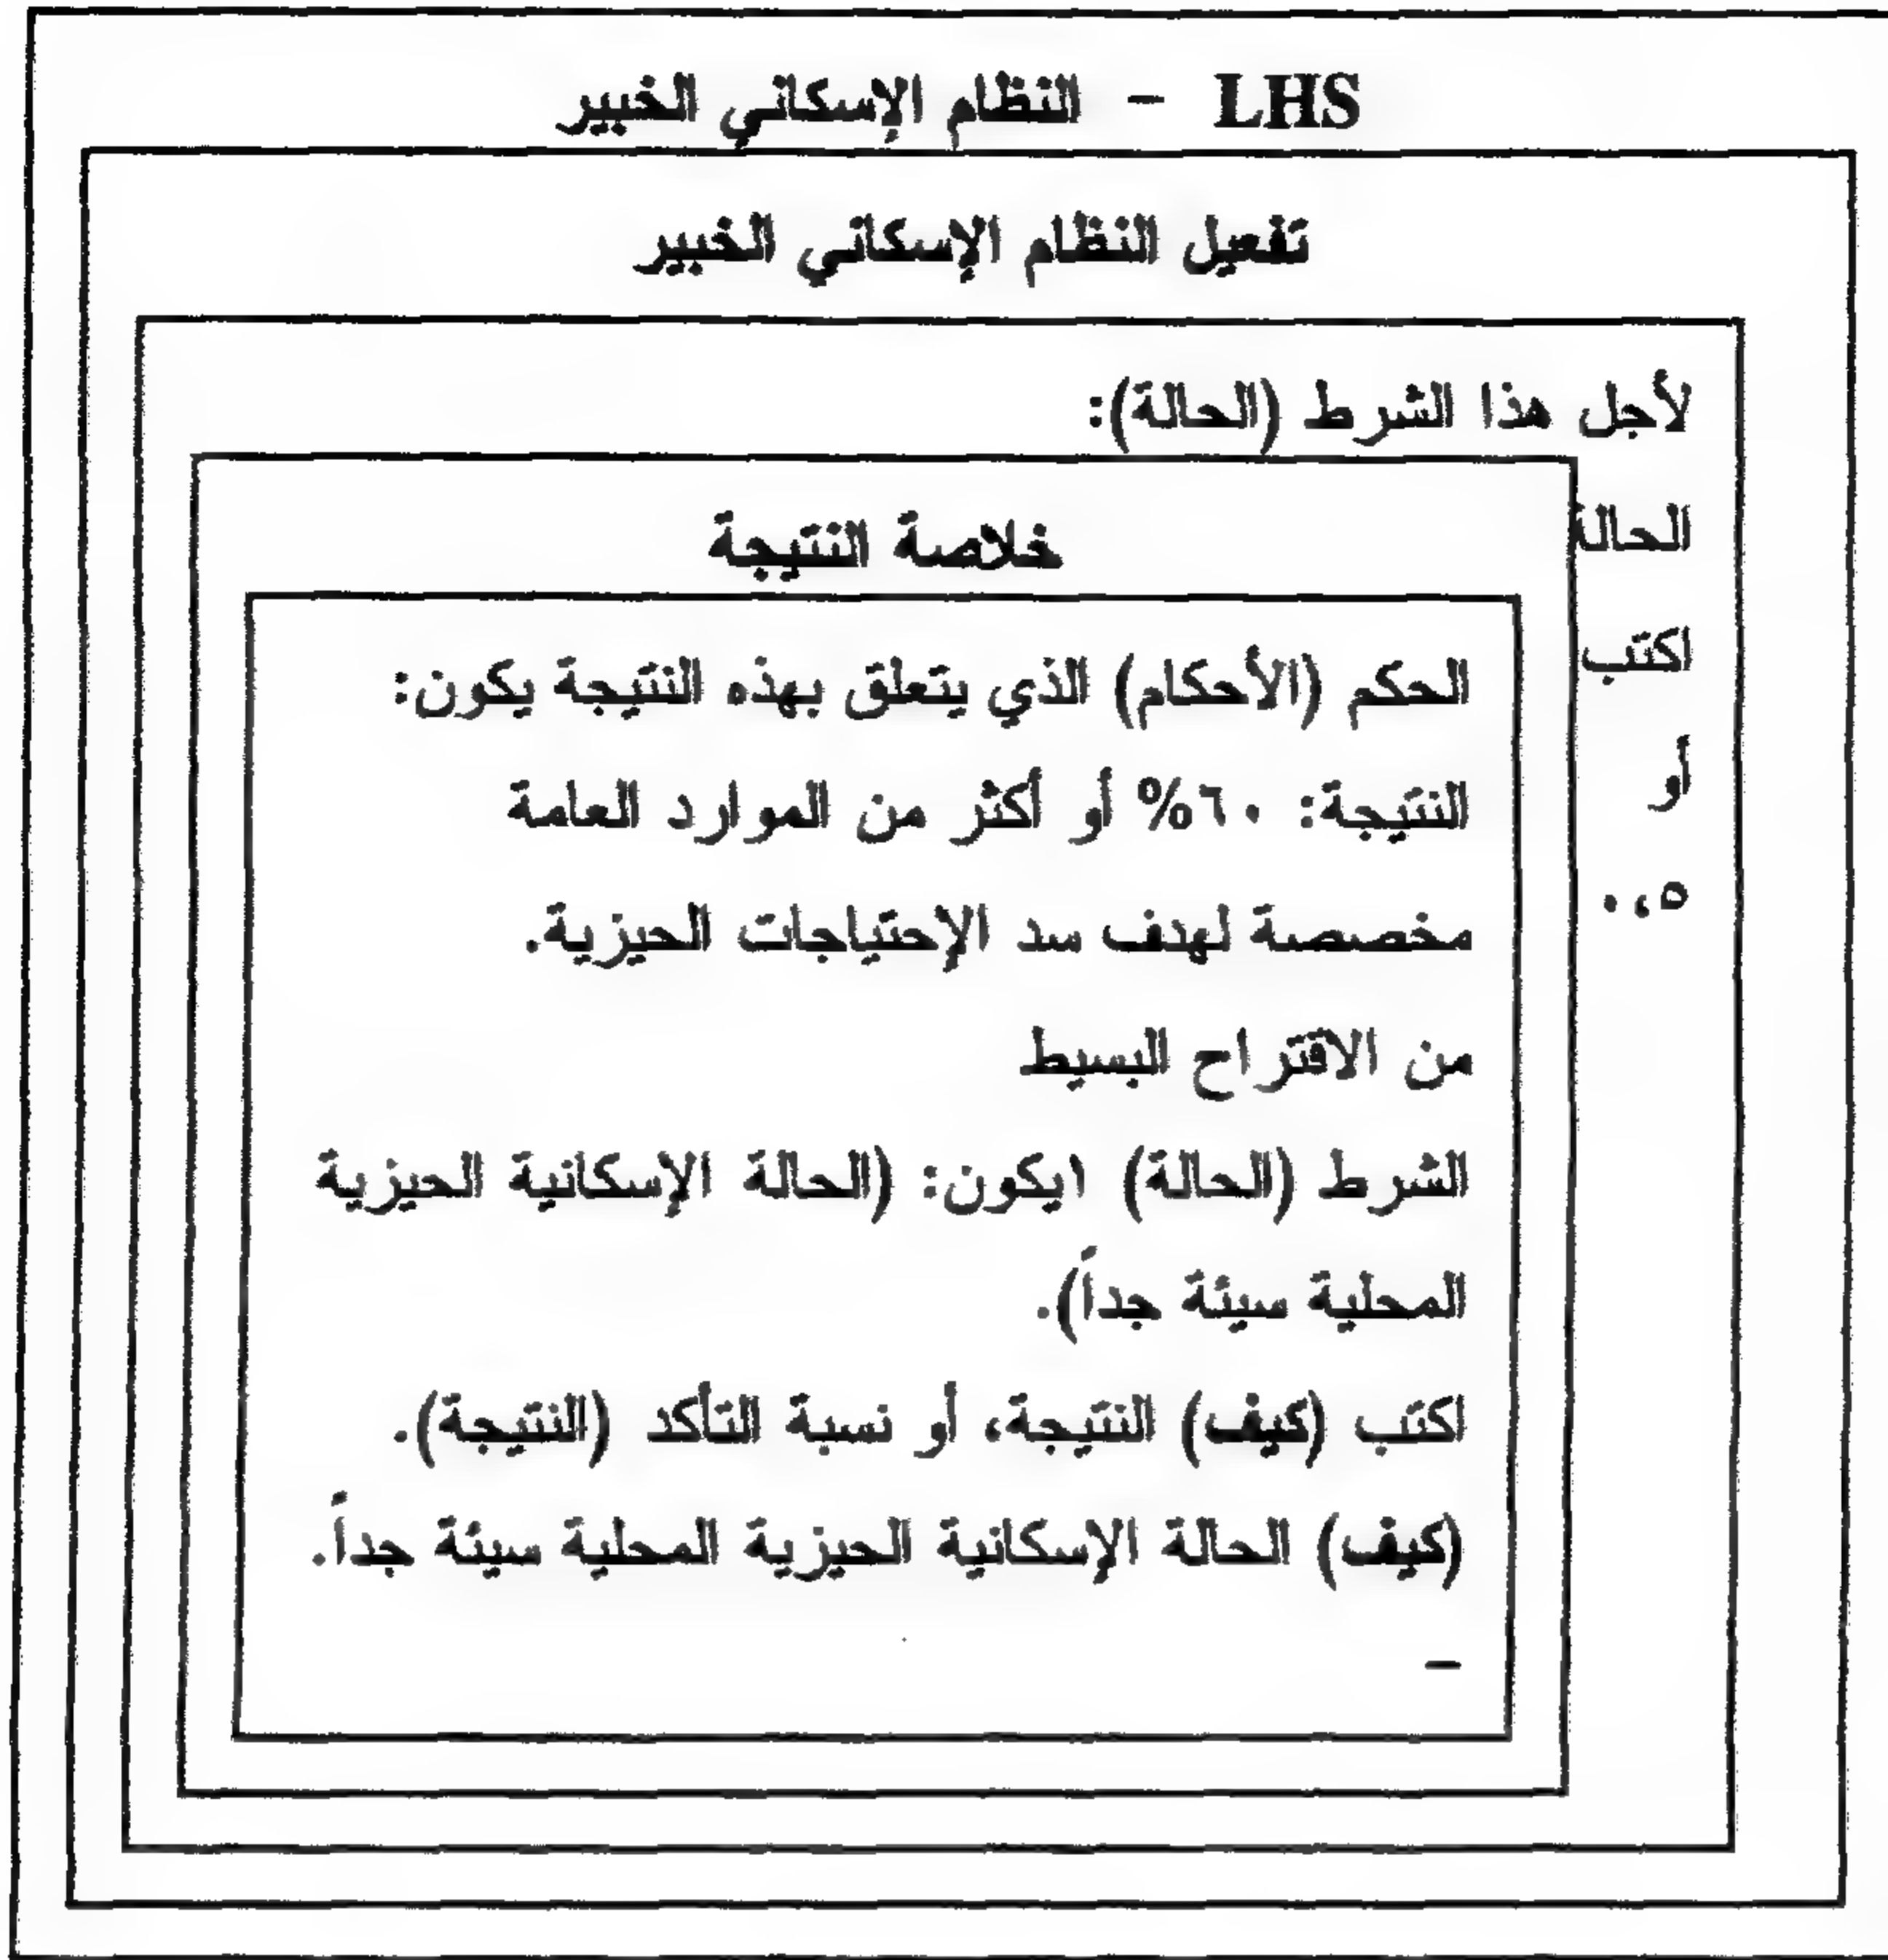 LHS - النظام الإسكاني الخبير
تفعيل النظام الإسكاني الخبير
لأجل هذا الشرط (الحالة):
الحالة
اكتب
أو
٠،٥
خلاصة النتيجة
الحكم (الأحكام) الذي يتعلق بهذه النتيجة يكون:
النتيجة: ٦٠% أو أكثر من الموارد العامة
مخصصة لهدف سد الإحتياجات الحيزية.
من الاقتراح البسيط
الشرط (الحالة) ١يكون: (الحالة الإسكانية الحيزية
المحلية سيئة جداً).
اكتب (كيف) النتيجة، أو نسبة التأكد (النتيجة).
(كيف) الحالة الإسكانية الحيزية المحلية سيئة جداً.
–